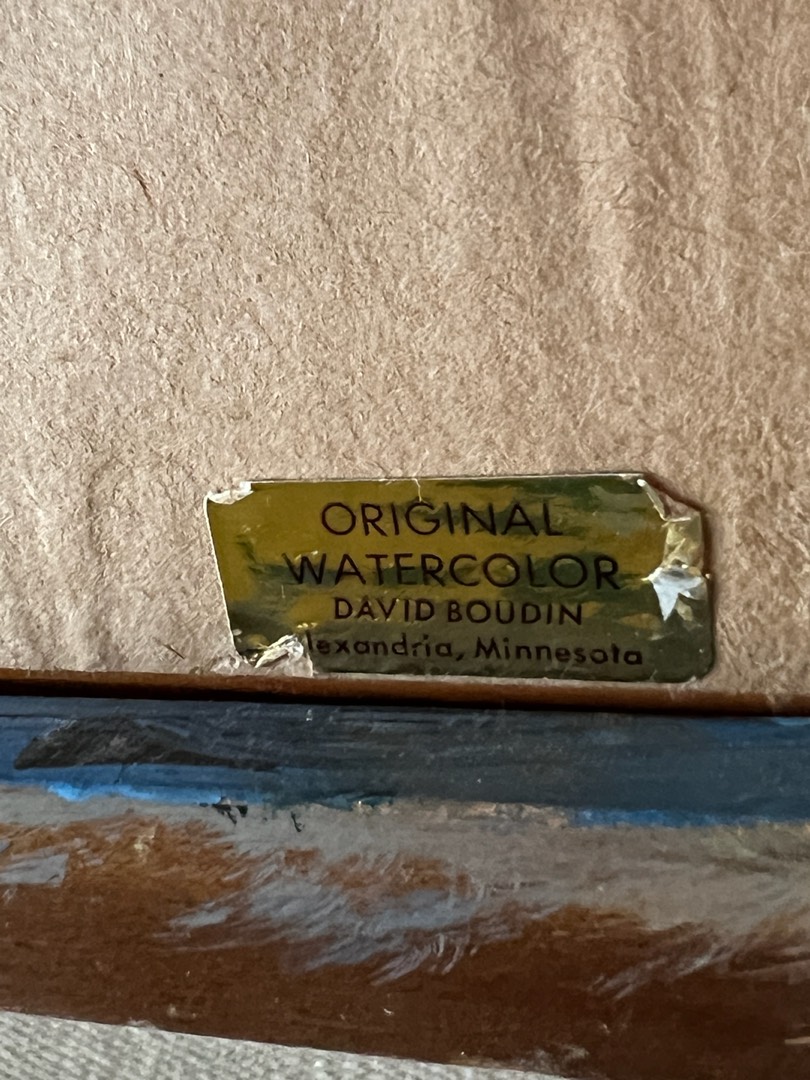 ORIGINAL
WATERCOLOR
DAVID BOUDIN
lexandria, Minnesota